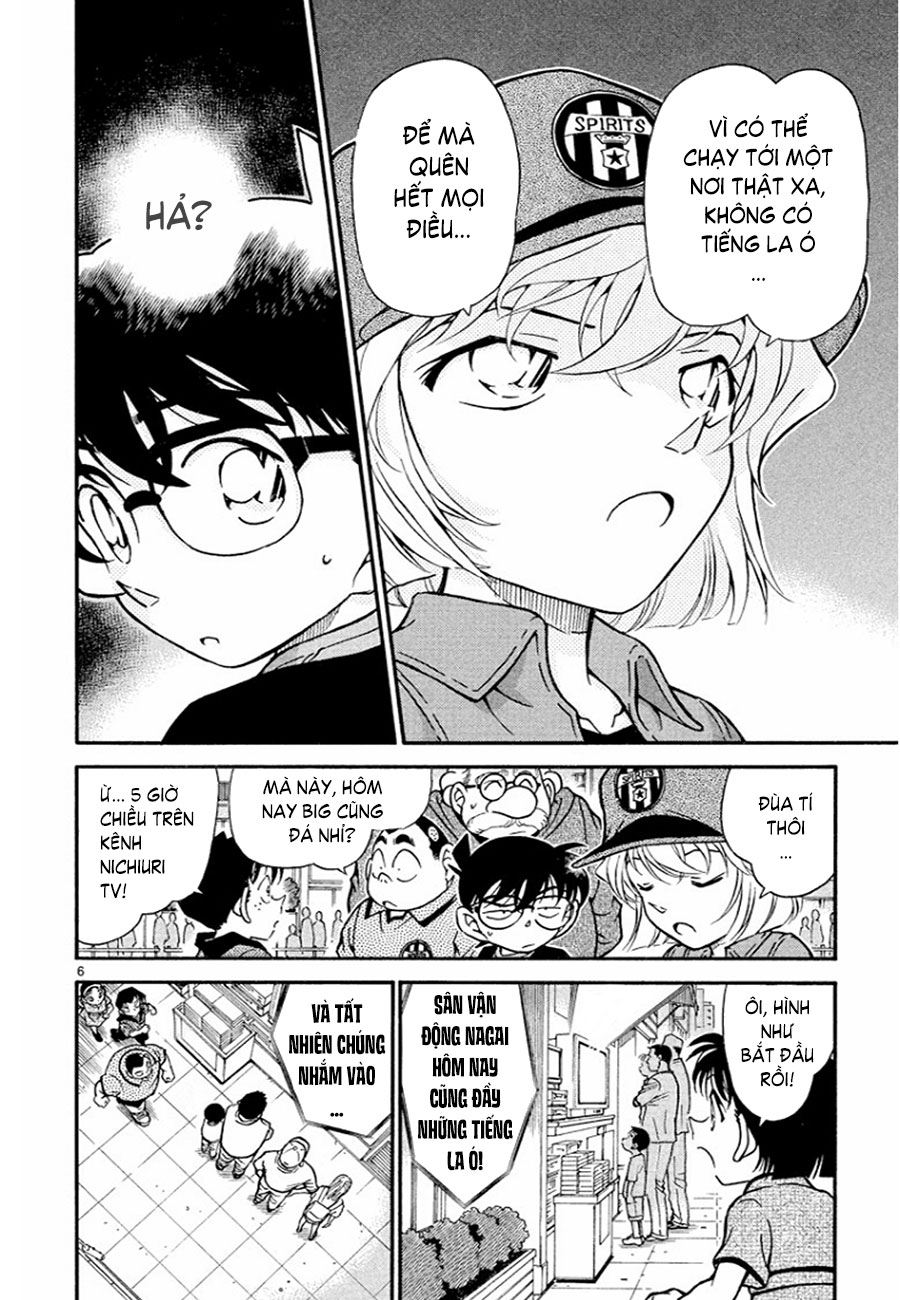 SPIRITS
VÌ CÓ THỂ
CHẠY TỚI MỘT
NƠI THẬT XA,
KHÔNG CÓ
TIẾNG LA Ó
...
ĐỂ MÀ
QUÊN
HẾT MỌI
ĐIỀU...
HẢ?
ĐÙA TÍ
THÔI
...
MÀ NÀY, HÔM
NAY BIG CŨNG
ĐÁ NHỈ?
Ừ... 5 GIỜ
CHIỀU TRÊN
KÊNH
NICHIURI
TV!
6
ÔI, HÌNH
NHƯ
BẮT ĐẦU
RỒI!
SÂN VẬN
ĐỘNG NAGAI
HÔM NAY
CŨNG ĐẦY
NHỮNG TIẾNG
LA Ó!
VÀ TẤT
NHIÊN CHÚNG
NHẮM VÀO
...